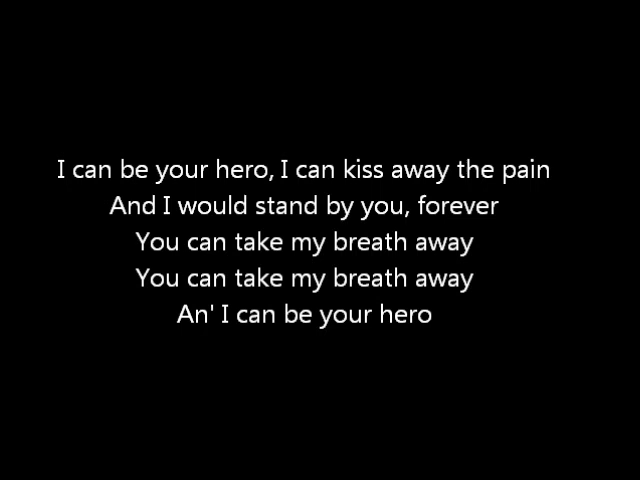 I can be your hero, I can kiss away the pain
And I would stand by you, forever
You can take my breath away
You can take my breath away
An' I can be your hero